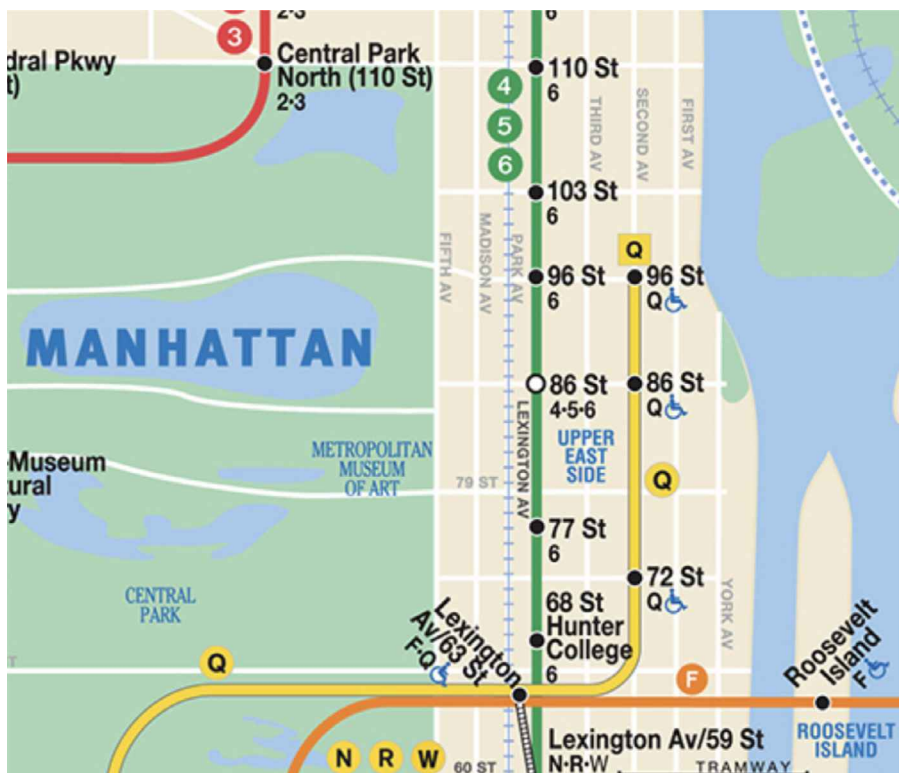 2·3
6
3
dral Pkwy
t)
Central Park
North (110 St)
2·3
110 St
6
4
5
6
THIRD AV
SECOND AV
FIRST AV
103 St
6
FIFTH AV
MADISON AV
PARK AV
Q
96 St
6
96 St
Q
MANHATTAN
86 St
4·5·6
86 St
Q
LEXINGTON AV
UPPER
EAST
SIDE
METROPOLITAN
MUSEUM
OF ART
Museum
tural
y
79 ST
Q
77 St
6
72 St
Q
CENTRAL
PARK
YORK AV
68 St
Hunter
College
6
Lexington
Av/63 St
F·Q
Q
F
Roosevelt
Island
F
ROOSEVELT
ISLAND
Lexington Av/59 St
N·R·W
N R W
60 ST
TRAMWAY